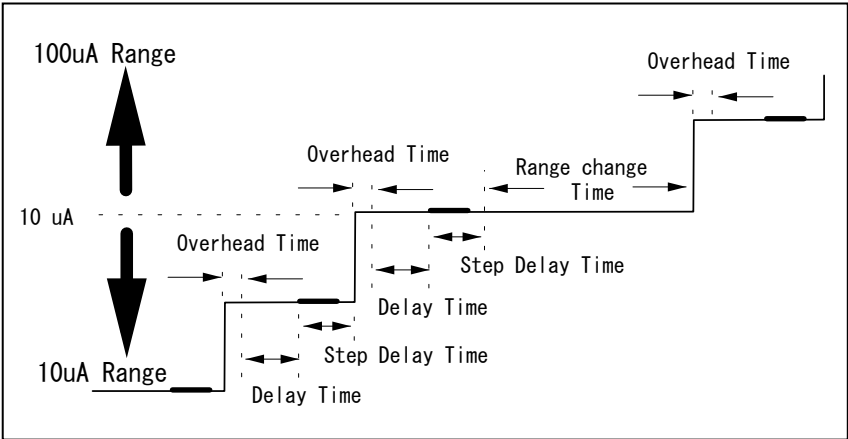 100uA Range
Overhead Time
Overhead Time
Range change
Time
10 uA
Overhead Time
Step Delay Time
Delay Time
Step Delay Time
10uA Range
Delay Time